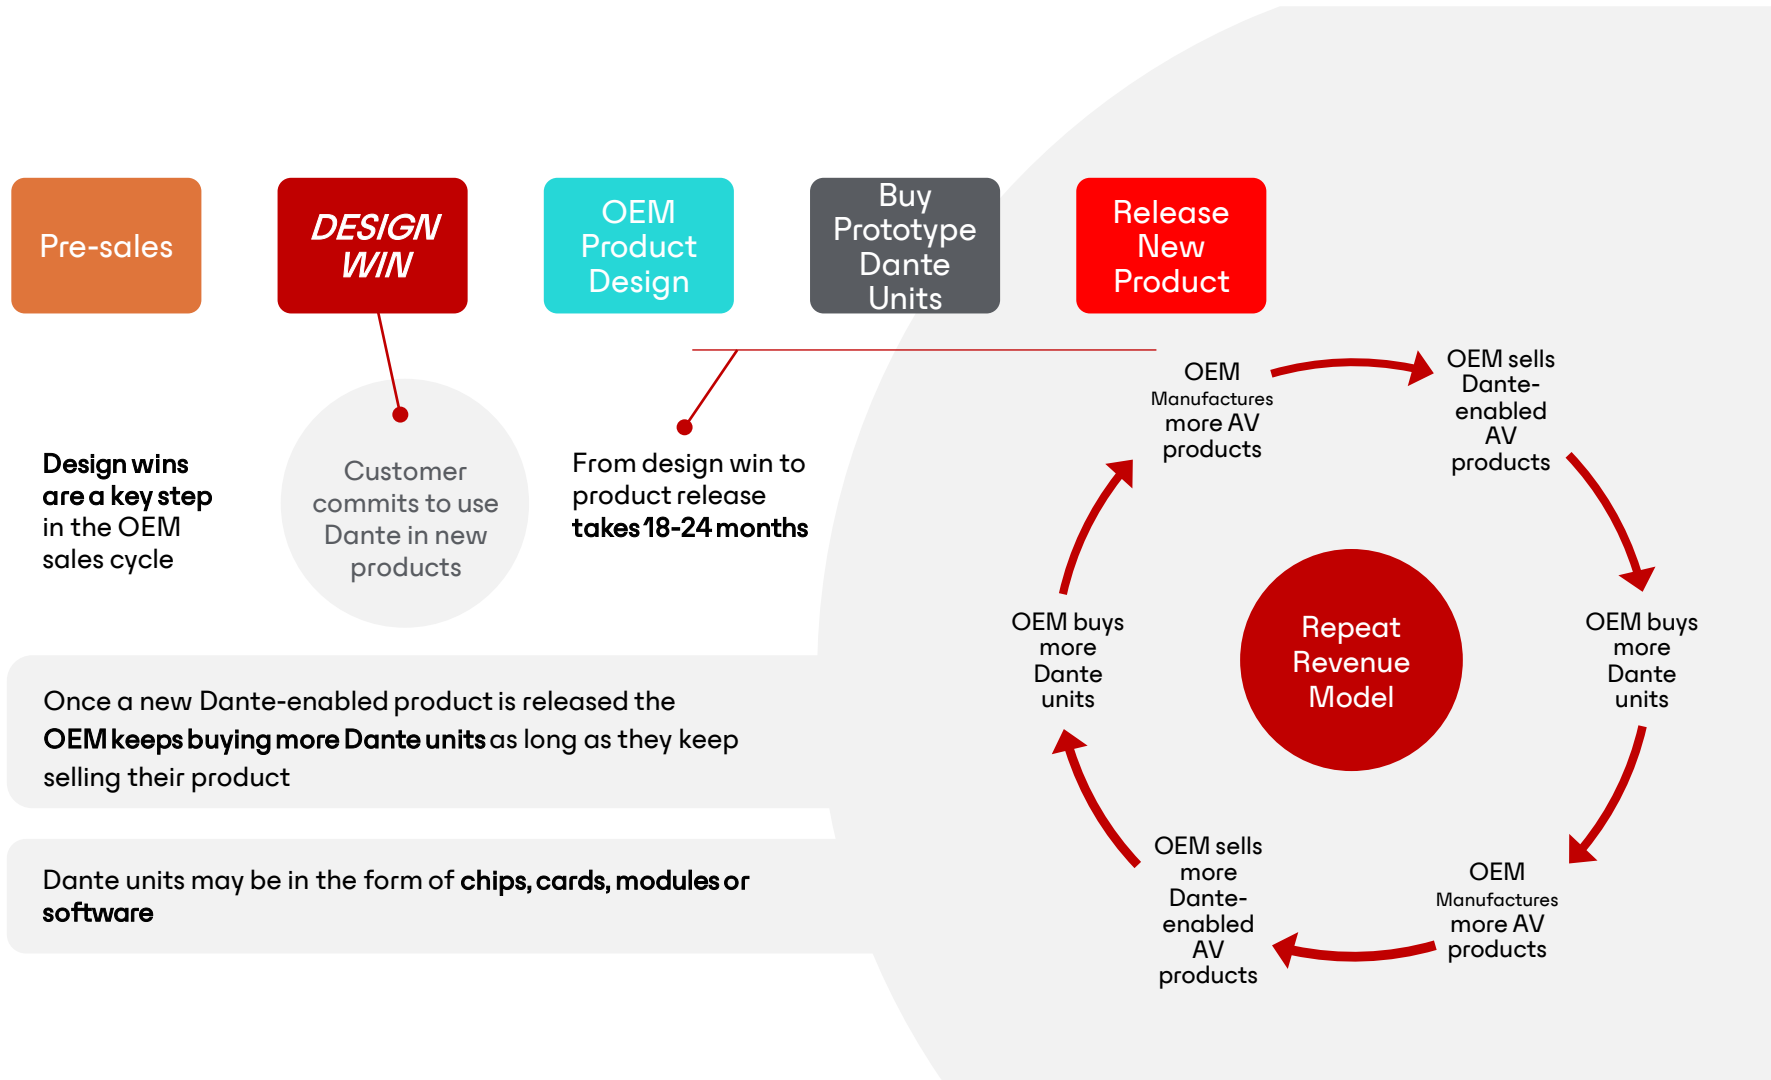 Pre-sales
DESIGN
WIN
OEM
Product
Design
Buy
Prototype
Dante
Units
Release
New
Product
Design wins
are a key step
in the OEM
sales cycle
Customer
commits to use
Dante in new
products
From design win to
product release
takes 18-24 months
Once a new Dante-enabled product is released the
OEM keeps buying more Dante units as long as they keep
selling their product
Dante units may be in the form of chips, cards, modules or
software
OEM
Manufactures
more AV
products
OEM sells
Dante-
enabled
AV
products
OEM buys
more
Dante
units
OEM
Manufactures
more AV
products
OEM sells
more
Dante-
enabled
AV
products
OEM buys
more
Dante
units
Repeat
Revenue
Model